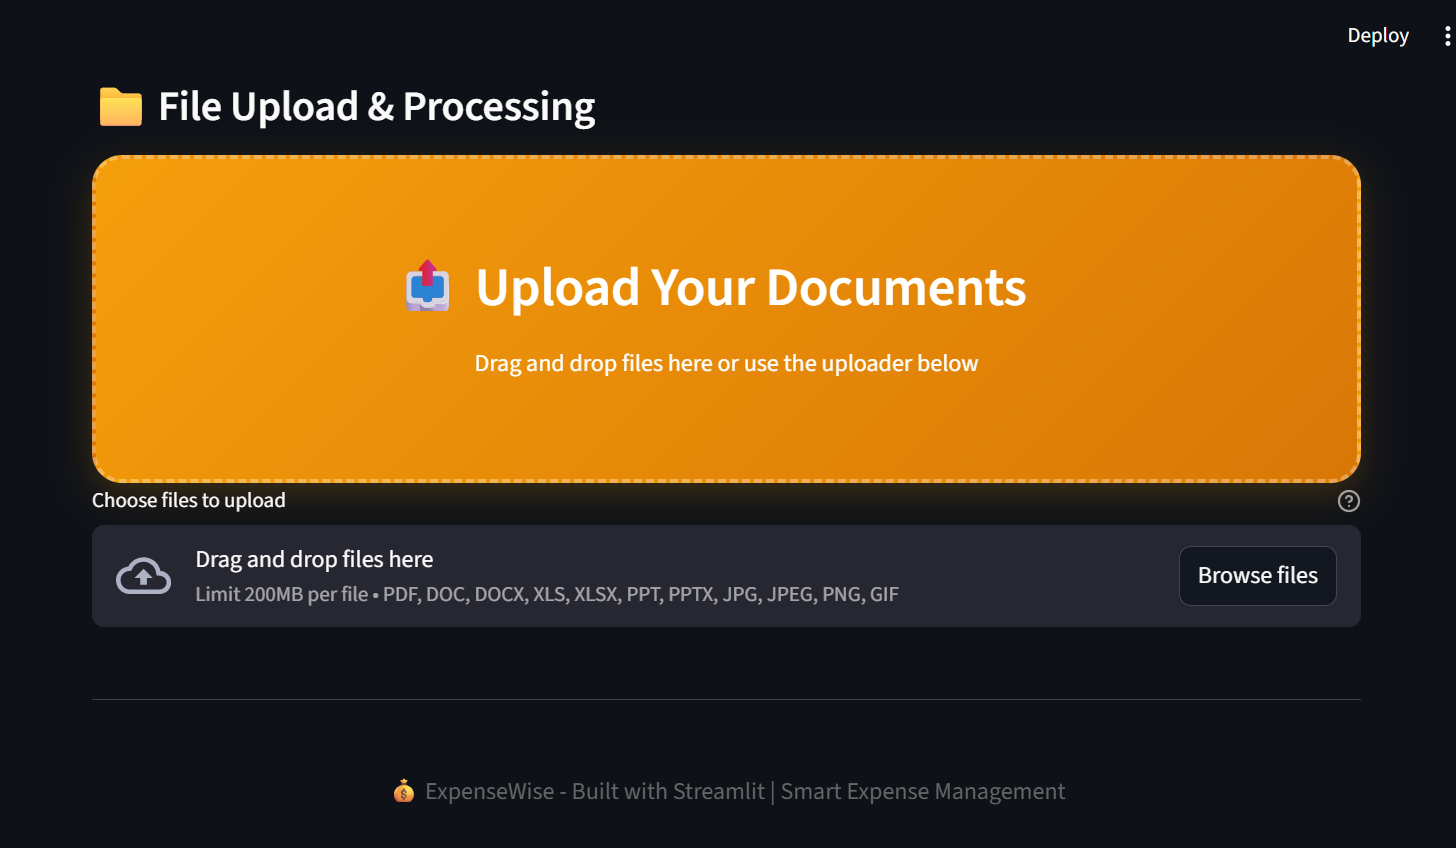 Deploy
File Upload & Processing
Upload Your Documents
Drag and drop files here or use the uploader below
Choose files to upload
Drag and drop files here
Limit 200MB per file • PDF, DOC, DOCX, XLS, XLSX, PPT, PPTX, JPG, JPEG, PNG, GIF
Browse files
ExpenseWise - Built with Streamlit | Smart Expense Management